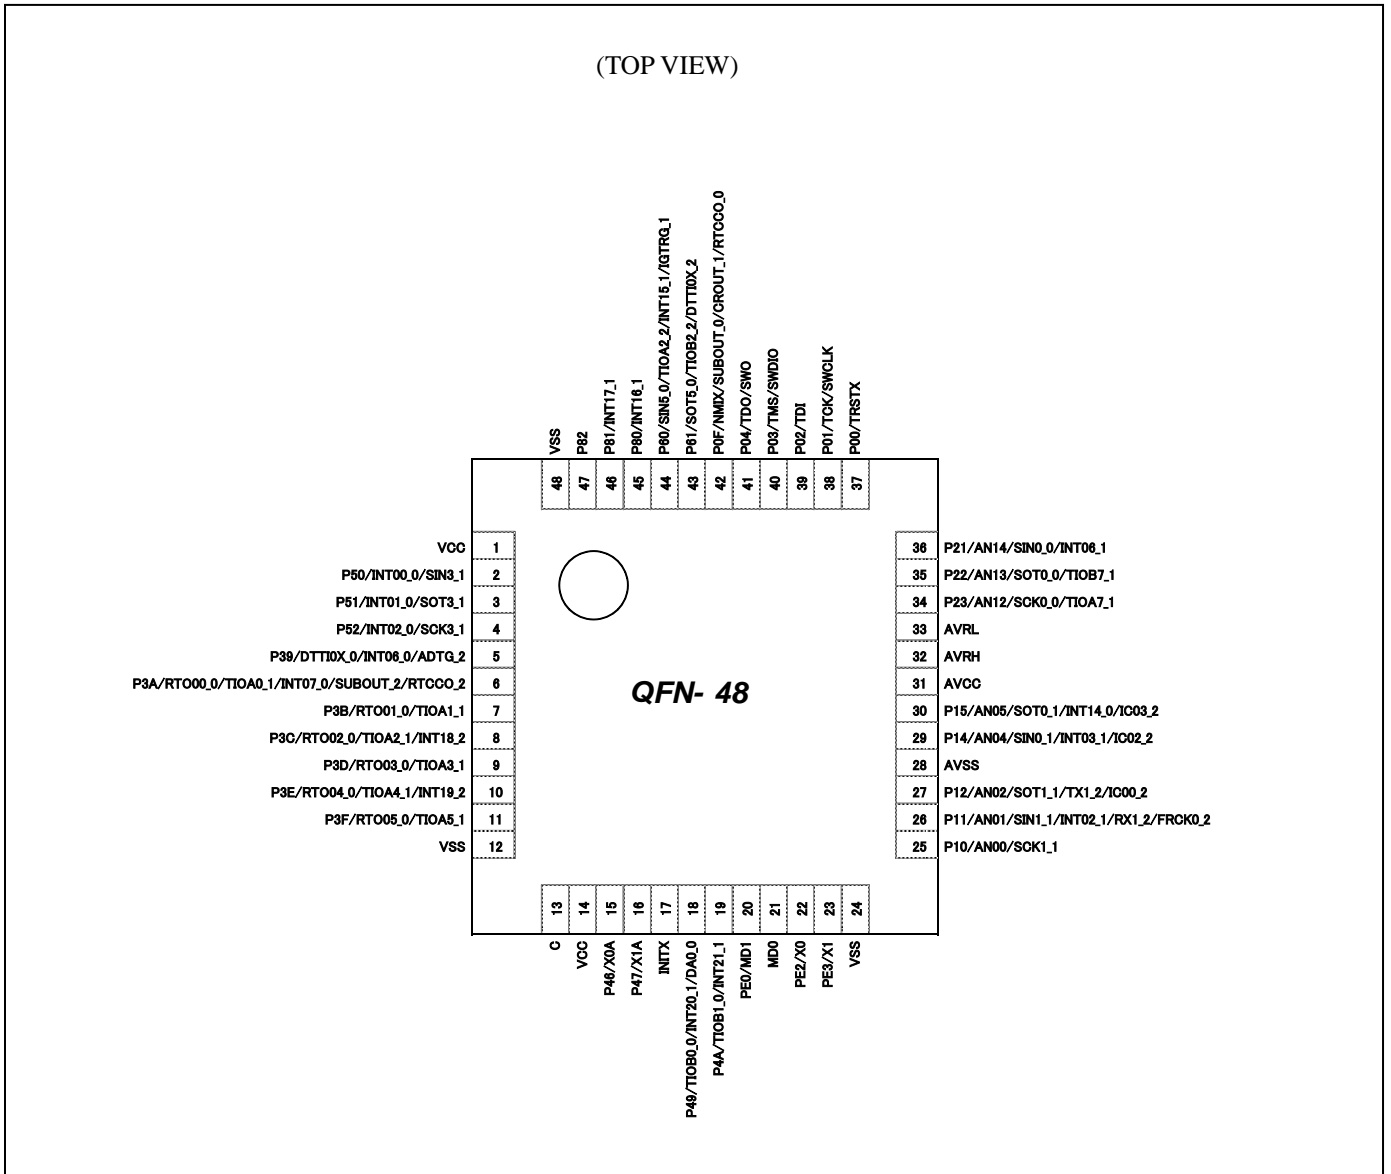 (TOP VIEW)
VSS
P82
P81/INT17_1
P80/INT16_1
P60/SIN5_0/TIOA2_2/INT15_1/IGTRG_1
P61/SOT5_0/TIOB2_2/DTTI0X_2
P0F/NMIX/SUBOUT_0/CROUT_1/RTCCO_0
P04/TDO/SWO
P03/TMS/SWDIO
P02/TDI
P01/TCK/SWCLK
P00/TRSTX
48 47 46 45 44 43 42 41 40 39 38 37
VCC 1
P50/INT00_0/SIN3_1 2
P51/INT01_0/SOT3_1 3
P52/INT02_0/SCK3_1 4
P39/DTTI0X_0/INT06_0/ADTG_2 5
P3A/RTO00_0/TIOA0_1/INT07_0/SUBOUT_2/RTCCO_2 6
P3B/RTO01_0/TIOA1_1 7
P3C/RTO02_0/TIOA2_1/INT18_2 8
P3D/RTO03_0/TIOA3_1 9
P3E/RTO04_0/TIOA4_1/INT19_2 10
P3F/RTO05_0/TIOA5_1 11
VSS 12
QFN- 48
36 P21/AN14/SIN0_0/INT06_1
35 P22/AN13/SOT0_0/TIOB7_1
34 P23/AN12/SCK0_0/TIOA7_1
33 AVRL
32 AVRH
31 AVCC
30 P15/AN05/SOT0_1/INT14_0/IC03_2
29 P14/AN04/SIN0_1/INT03_1/IC02_2
28 AVSS
27 P12/AN02/SOT1_1/TX1_2/IC00_2
26 P11/AN01/SIN1_1/INT02_1/RX1_2/FRCK0_2
25 P10/AN00/SCK1_1
13 14 15 16 17 18 19 20 21 22 23 24
C
VCC
P46/X0A
P47/X1A
INITX
P49/TIOB0_0/INT20_1/DA0_0
P4A/TIOB1_0/INT21_1
PE0/MD1
MD0
PE2/X0
PE3/X1
VSS